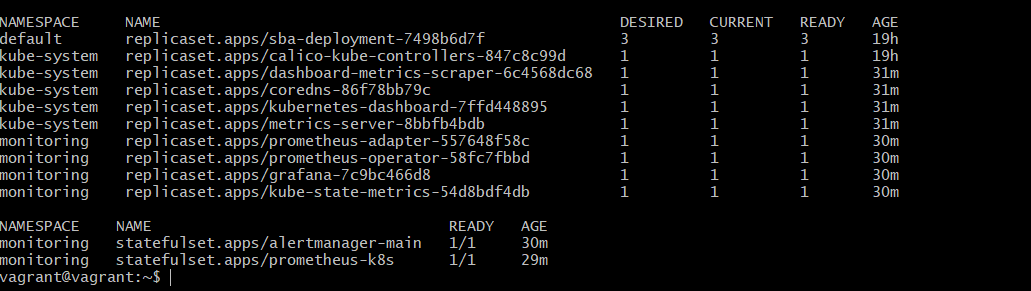 NAMESPACE NAME DESIRED CURRENT READY AGE
default replicaset.apps/sba-deployment-7498b6d7f 3 3 3 19h
kube-system replicaset.apps/calico-kube-controllers-847c8c99d 1 1 1 19h
kube-system replicaset.apps/dashboard-metrics-scraper-6c4568dc68 1 1 1 31m
kube-system replicaset.apps/coredns-86f78bb79c 1 1 1 31m
kube-system replicaset.apps/kubernetes-dashboard-7ffd448895 1 1 1 31m
kube-system replicaset.apps/metrics-server-8bbfb4bdb 1 1 1 31m
monitoring replicaset.apps/prometheus-adapter-557648f58c 1 1 1 30m
monitoring replicaset.apps/prometheus-operator-58fc7fbbd 1 1 1 30m
monitoring replicaset.apps/grafana-7c9bc466d8 1 1 1 30m
monitoring replicaset.apps/kube-state-metrics-54d8bdf4db 1 1 1 30m
NAMESPACE NAME READY AGE
monitoring statefulset.apps/alertmanager-main 1/1 30m
monitoring statefulset.apps/prometheus-k8s 1/1 29m
vagrant@vagrant:~$